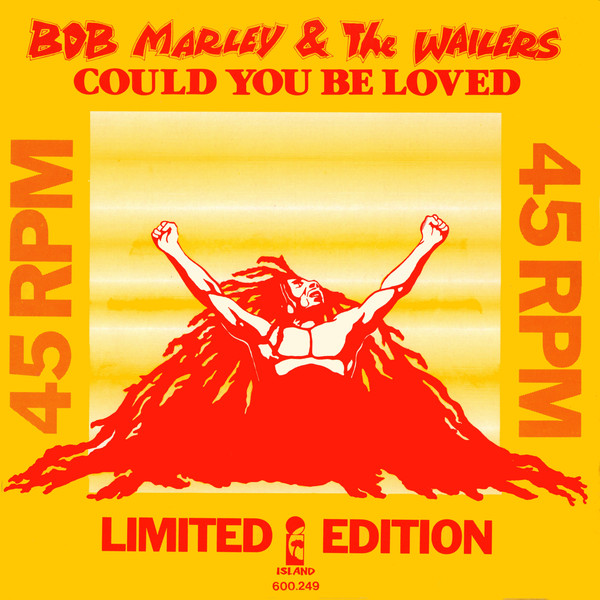 BOB MARLEY & The WAILERS
COULD YOU BE LOVED
45 RPM
45 RPM
LIMITED EDITION
ISLAND
600.249